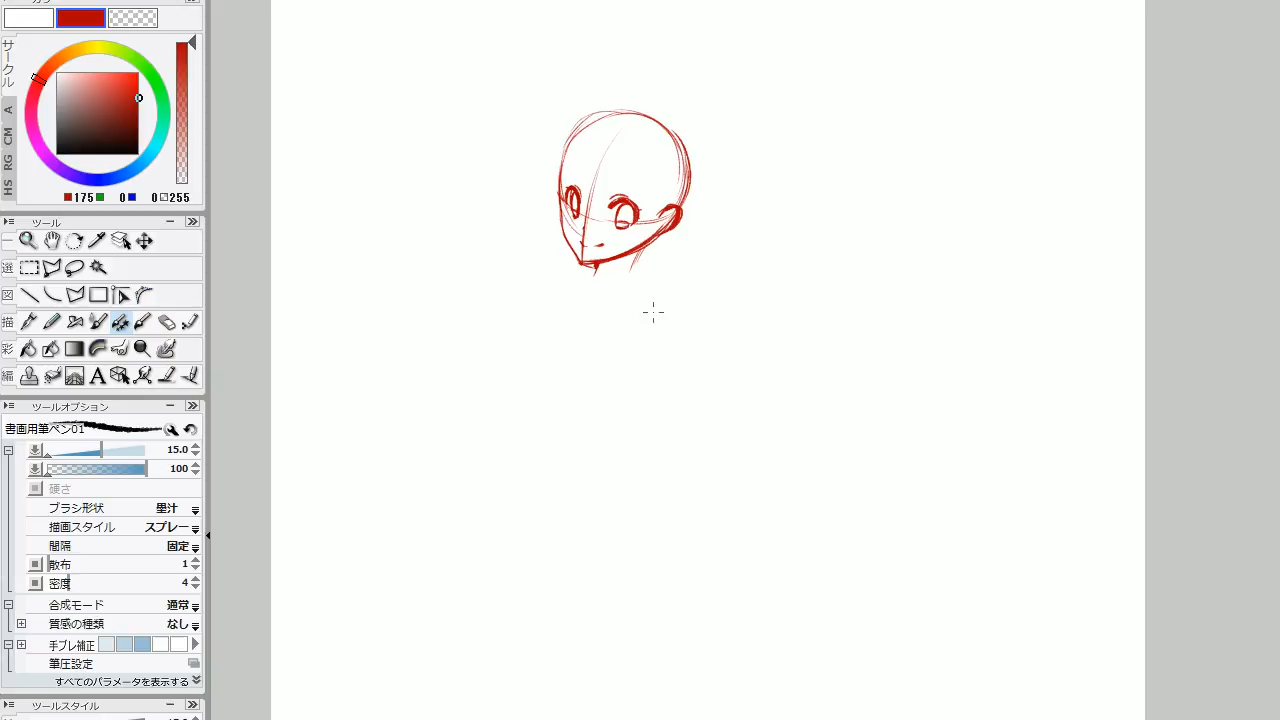 サークル
A
CM
RG
HS
175 0 0 255
ツール
選
図
描
彩
編
ツールオプション
書画用筆ペン01
15.0
100
硬さ
ブラシ形状 墨汁
描画スタイル スプレー
間隔 固定
散布 1
密度 4
合成モード 通常
質感の種類 なし
手ブレ補正
筆圧設定
すべてのパラメータを表示する
ツールスタイル